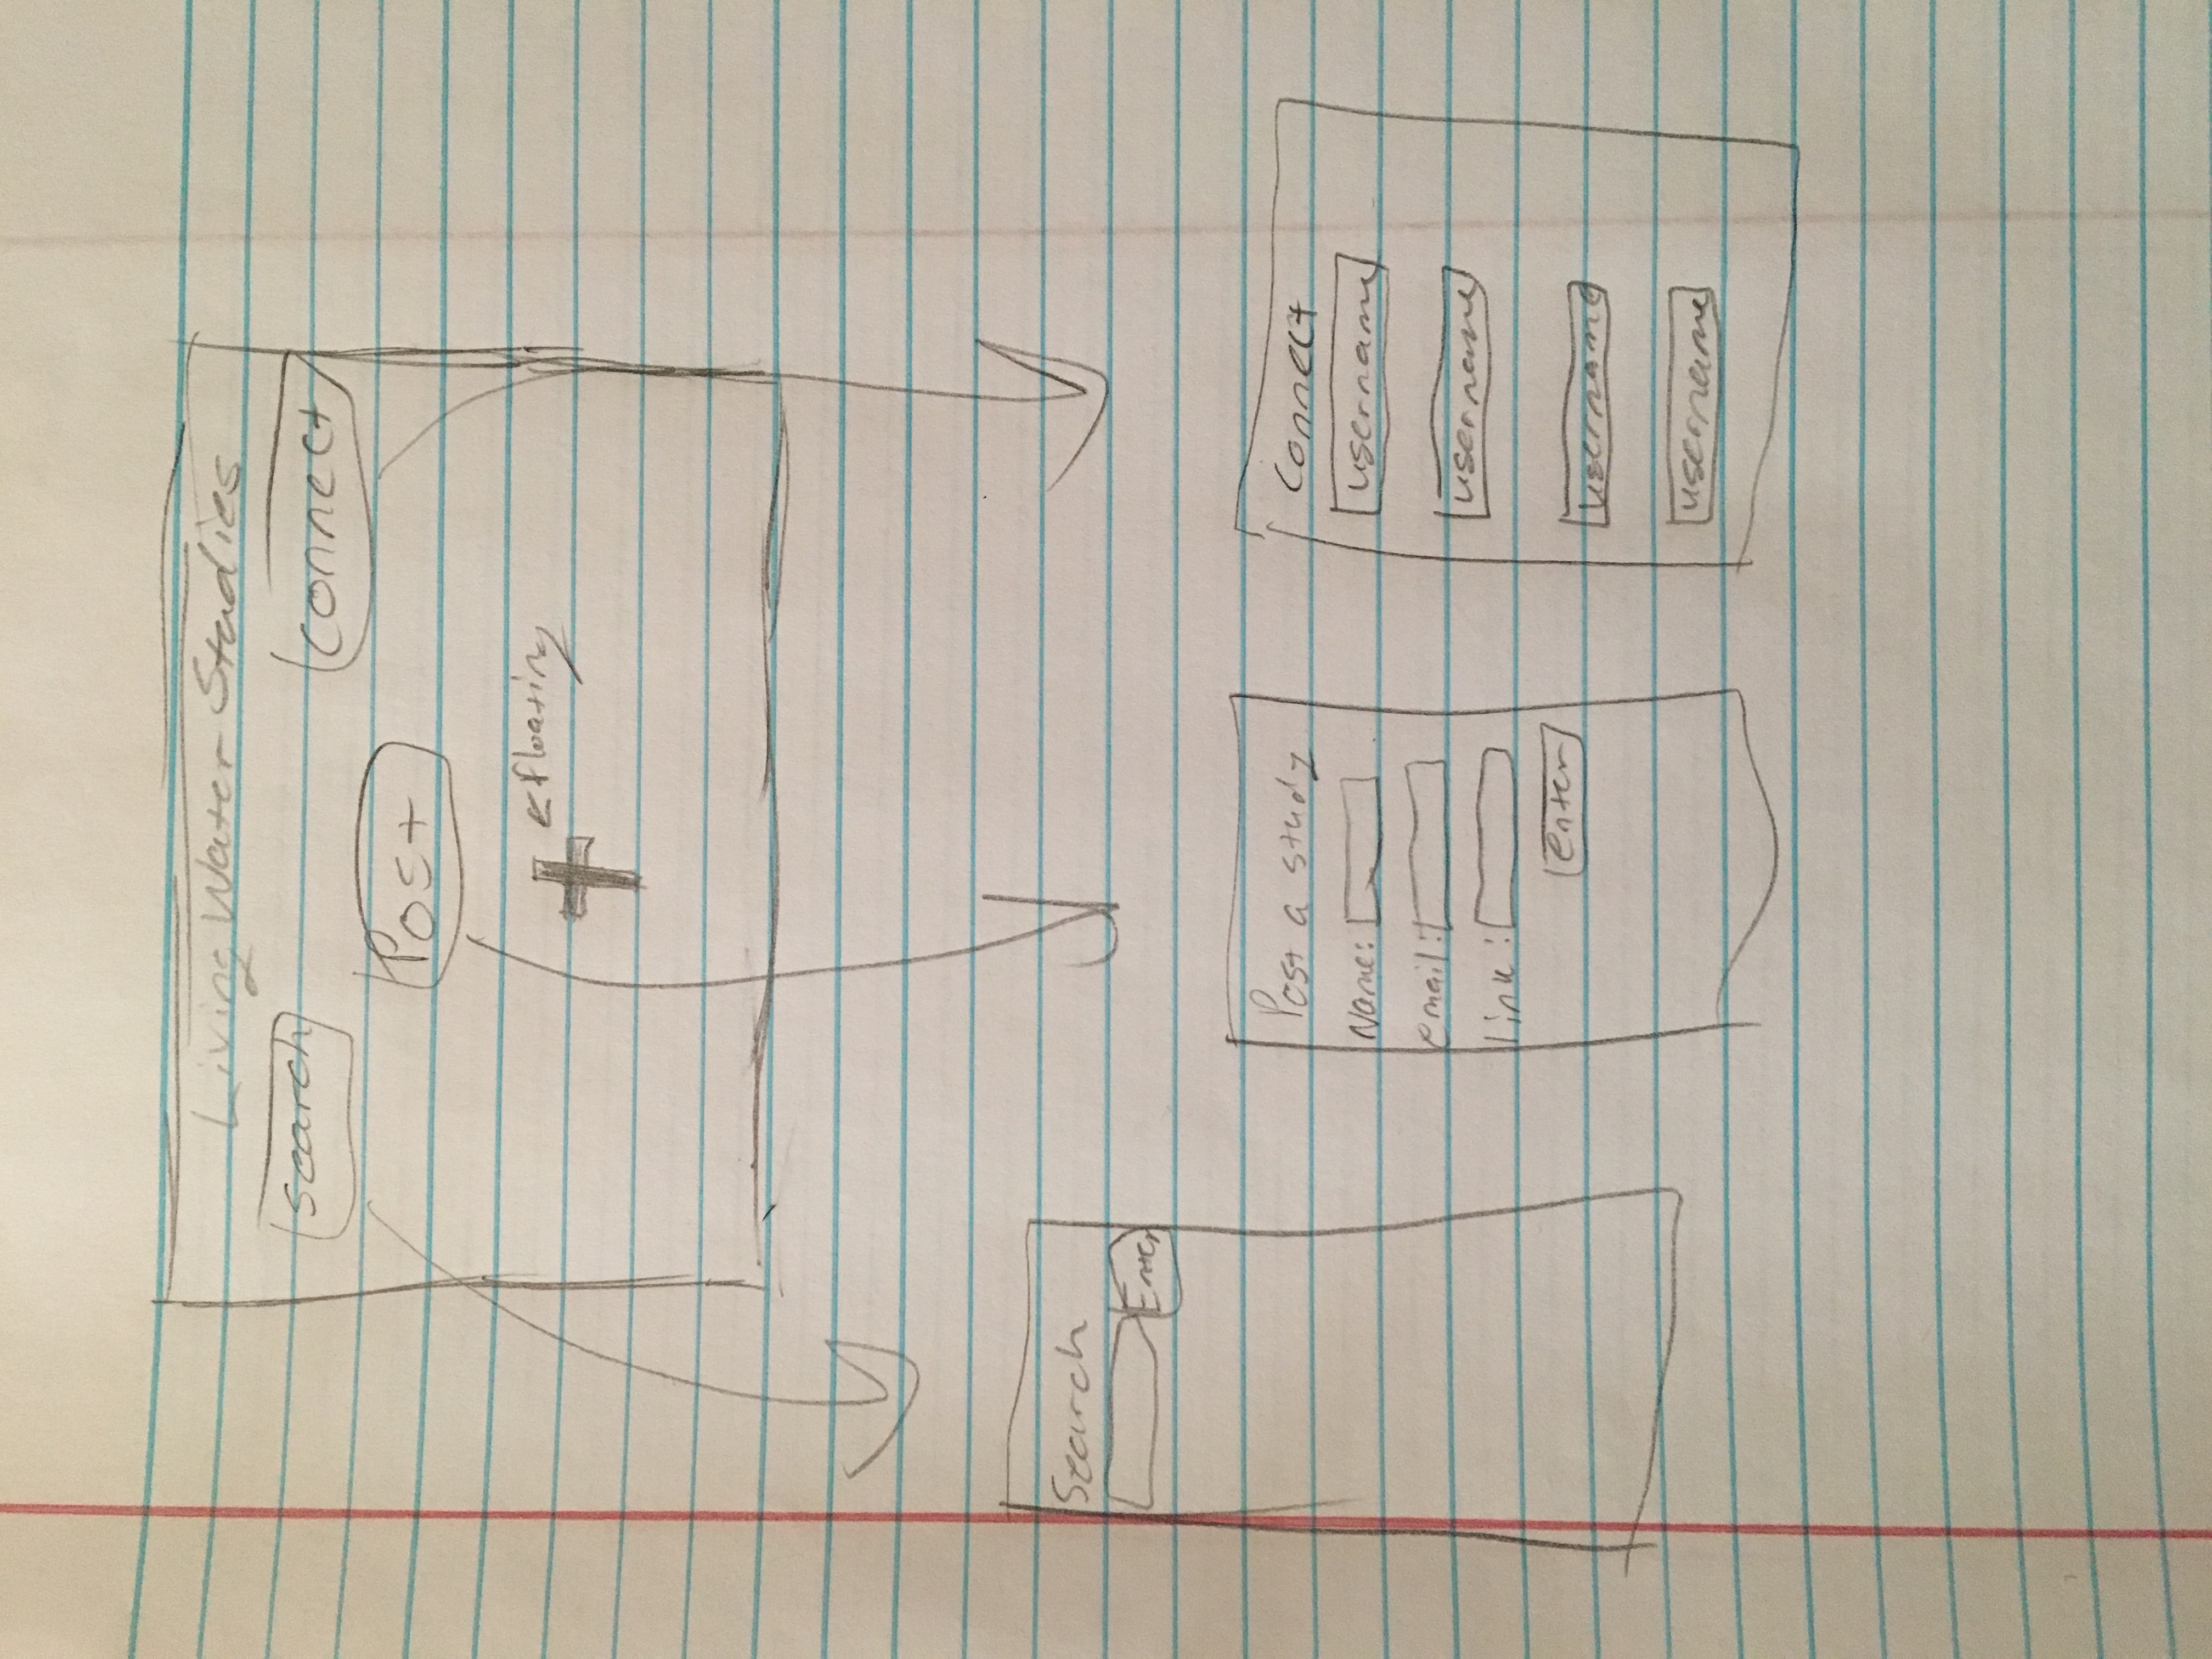 Living Water Studies
Search
Connect
Post
floating
Search
Enter
Post a study
Name:
email:
link:
enter
Connect
username
username
username
username